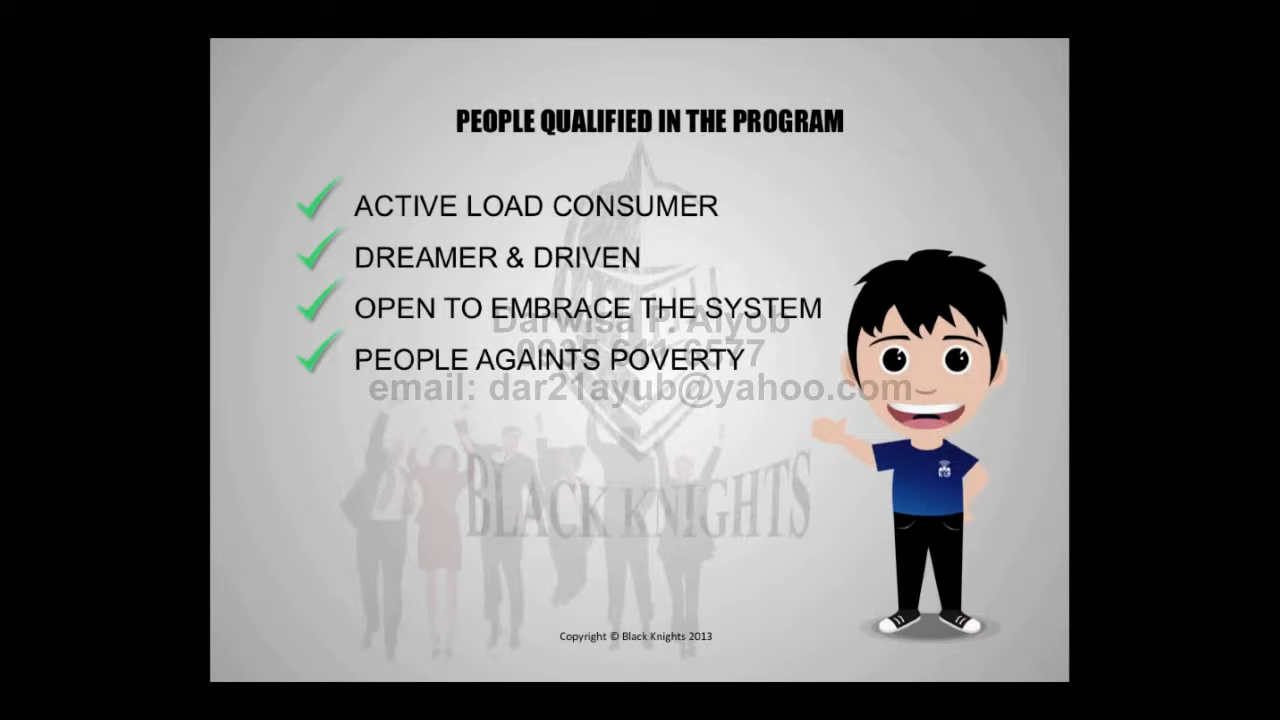 PEOPLE QUALIFIED IN THE PROGRAM
ACTIVE LOAD CONSUMER
DREAMER & DRIVEN
OPEN TO EMBRACE THE SYSTEM
Darwisa P. Aiyob
PEOPLE AGAINTS POVERTY
email: dar21ayub@yahoo.com
BLACK KNIGHTS
Copyright © Black Knights 2013